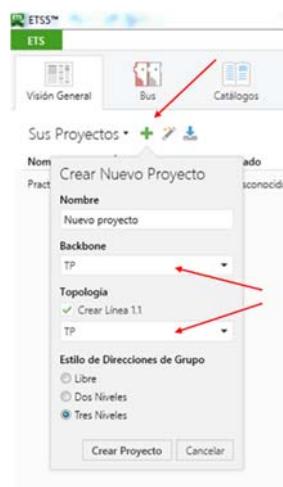 ETS5™
ETS
Visión General Bus Catálogos
Sus Proyectos
Nom ado
Crear Nuevo Proyecto
Pract sconocid
Nombre
Nuevo proyecto
Backbone
TP
Topología
Crear Línea 1.1
TP
Estilo de Direcciones de Grupo
Libre
Dos Niveles
Tres Niveles
Crear Proyecto Cancelar